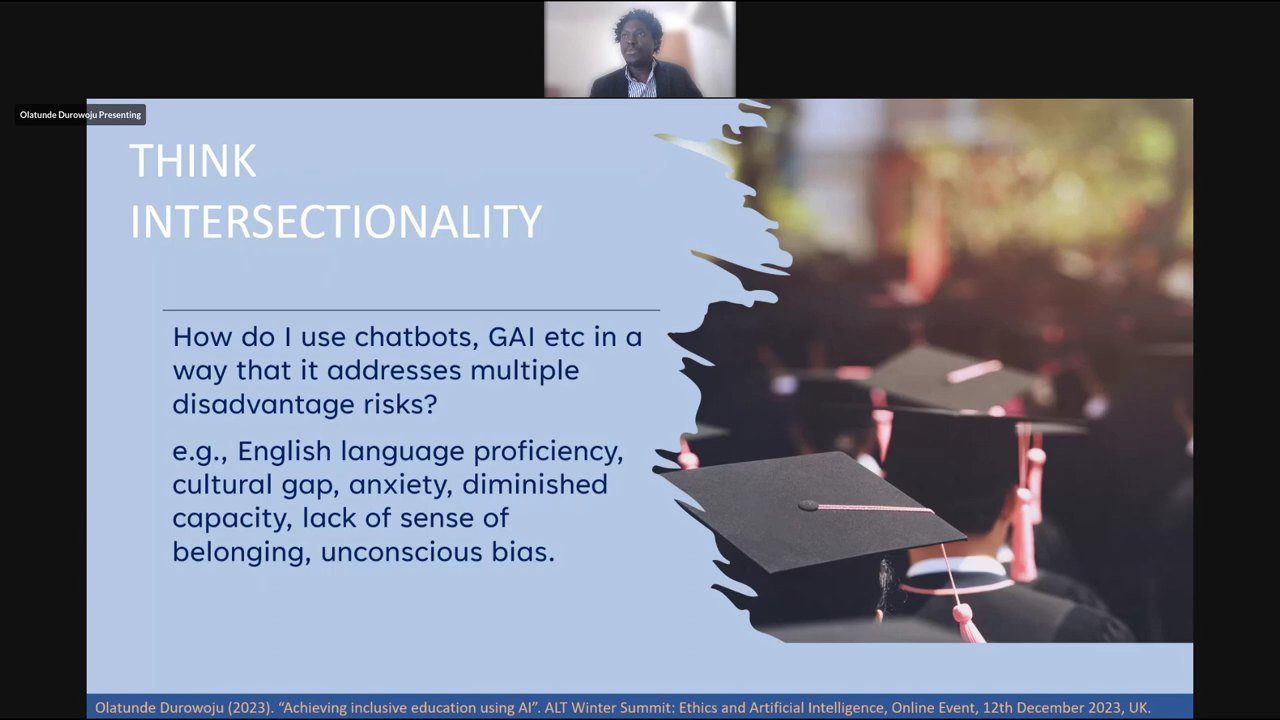 Olatunde Durowoju Presenting
THINK
INTERSECTIONALITY
How do I use chatbots, GAI etc in a
way that it addresses multiple
disadvantage risks?
e.g., English language proficiency,
cultural gap, anxiety, diminished
capacity, lack of sense of
belonging, unconscious bias.
Olatunde Durowoju (2023). “Achieving inclusive education using AI”. ALT Winter Summit: Ethics and Artificial Intelligence, Online Event, 12th December 2023, UK.